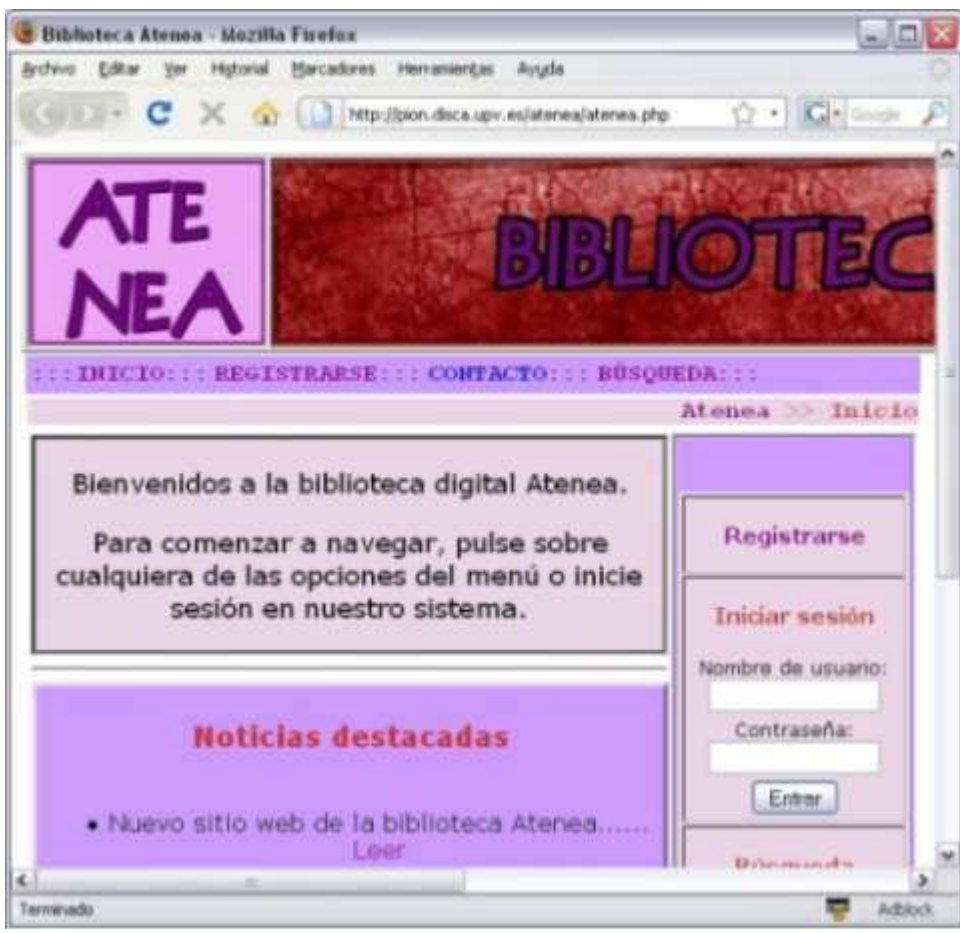 Biblioteca Atenea - Mozilla Firefox
Archivo Editar Ver Historial Marcadores Herramientas Ayuda
http://pion.disca.upv.es/atenea/atenea.php
Google
ATE
NEA
BIBLIOTEC
:::INICIO::: REGISTRARSE::: CONTACTO::: BÚSQUEDA:::
Atenea >> Inicio
Bienvenidos a la biblioteca digital Atenea.
Para comenzar a navegar, pulse sobre
cualquiera de las opciones del menú o inicie
sesión en nuestro sistema.
Noticias destacadas
• Nuevo sitio web de la biblioteca Atenea......
Leer
Registrarse
Iniciar sesión
Nombre de usuario:
Contraseña:
Entrar
Búsqueda
Terminado
Adblock